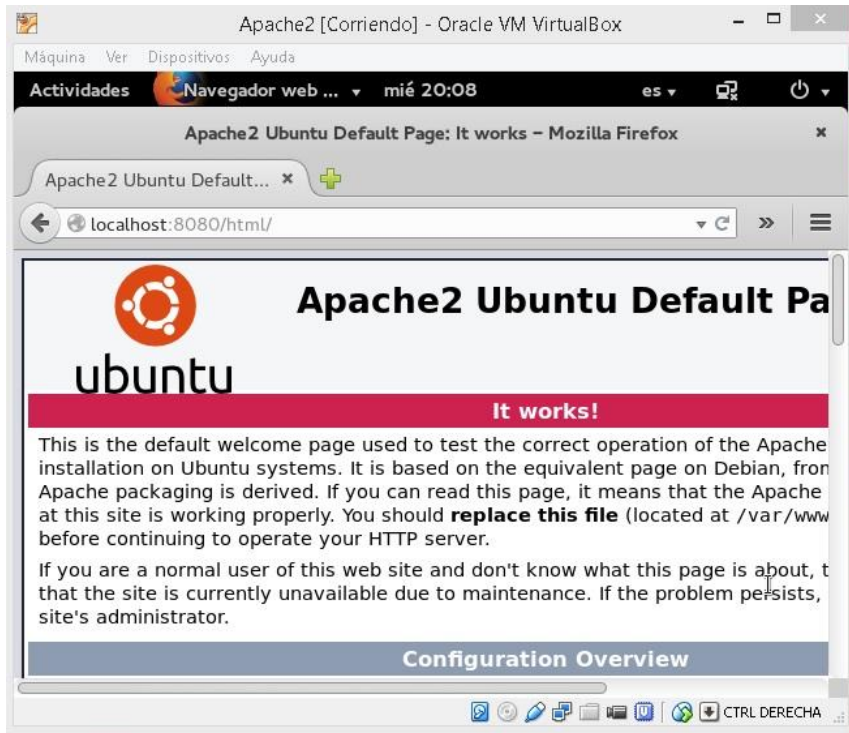 Apache2 [Corriendo] - Oracle VM VirtualBox
Máquina Ver Dispositivos Ayuda
Actividades Navegador web ... mié 20:08 es
Apache2 Ubuntu Default Page: It works – Mozilla Firefox
Apache2 Ubuntu Default...
localhost:8080/html/
ubuntu
Apache2 Ubuntu Default Pa
It works!
This is the default welcome page used to test the correct operation of the Apache
installation on Ubuntu systems. It is based on the equivalent page on Debian, fron
Apache packaging is derived. If you can read this page, it means that the Apache
at this site is working properly. You should replace this file (located at /var/www
before continuing to operate your HTTP server.
If you are a normal user of this web site and don't know what this page is about, t
that the site is currently unavailable due to maintenance. If the problem persists,
site's administrator.
Configuration Overview
CTRL DERECHA